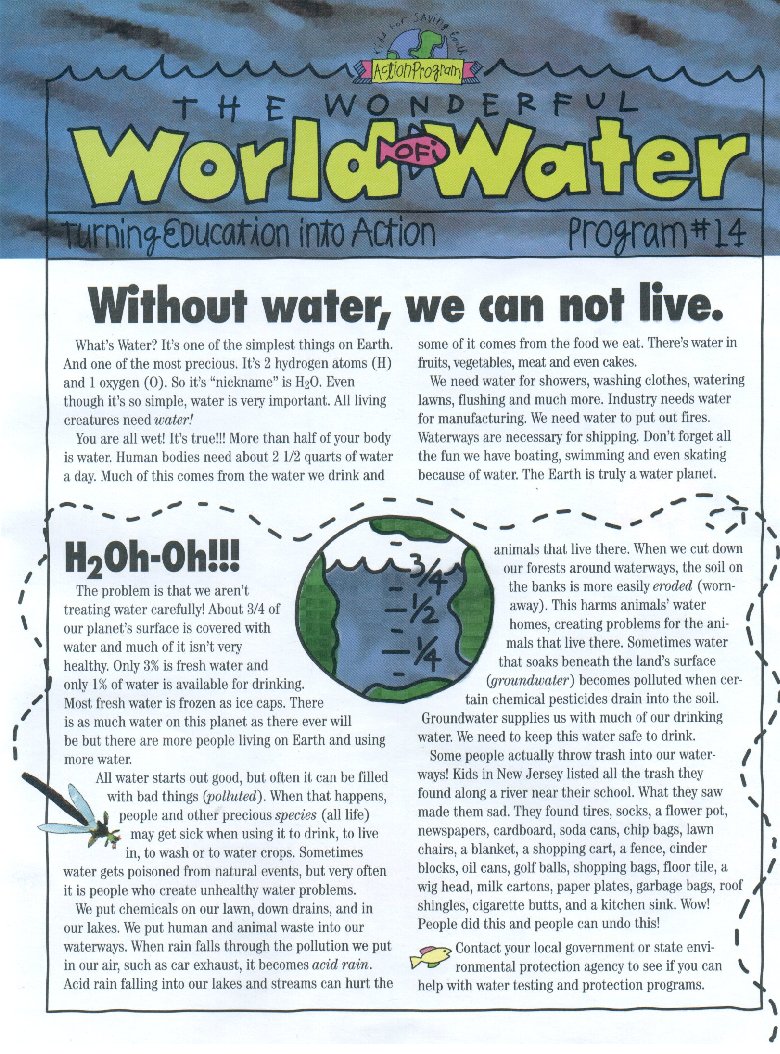 Kids for Saving Earth
Action Program
THE WONDERFUL
World OF Water
Turning Education into Action
Program #14
Without water, we can not live.
What's Water? It's one of the simplest things on Earth.
And one of the most precious. It's 2 hydrogen atoms (H)
and 1 oxygen (O). So it's "nickname" is H₂O. Even
though it's so simple, water is very important. All living
creatures need water!
You are all wet! It's true!!! More than half of your body
is water. Human bodies need about 2 1/2 quarts of water
a day. Much of this comes from the water we drink and
some of it comes from the food we eat. There's water in
fruits, vegetables, meat and even cakes.
We need water for showers, washing clothes, watering
lawns, flushing and much more. Industry needs water
for manufacturing. We need water to put out fires.
Waterways are necessary for shipping. Don't forget all
the fun we have boating, swimming and even skating
because of water. The Earth is truly a water planet.
H₂Oh-Oh!!!
The problem is that we aren't
treating water carefully! About 3/4 of
our planet's surface is covered with
water and much of it isn't very
healthy. Only 3% is fresh water and
only 1% of water is available for drinking.
Most fresh water is frozen as ice caps. There
is as much water on this planet as there ever will
be but there are more people living on Earth and using
more water.
All water starts out good, but often it can be filled
with bad things (polluted). When that happens,
people and other precious species (all life)
may get sick when using it to drink, to live
in, to wash or to water crops. Sometimes
water gets poisoned from natural events, but very often
it is people who create unhealthy water problems.
We put chemicals on our lawn, down drains, and in
our lakes. We put human and animal waste into our
waterways. When rain falls through the pollution we put
in our air, such as car exhaust, it becomes acid rain.
Acid rain falling into our lakes and streams can hurt the
3/4
1/2
1/4
animals that live there. When we cut down
our forests around waterways, the soil on
the banks is more easily eroded (worn-
away). This harms animals' water
homes, creating problems for the ani-
mals that live there. Sometimes water
that soaks beneath the land's surface
(groundwater) becomes polluted when cer-
tain chemical pesticides drain into the soil.
Groundwater supplies us with much of our drinking
water. We need to keep this water safe to drink.
Some people actually throw trash into our water-
ways! Kids in New Jersey listed all the trash they
found along a river near their school. What they saw
made them sad. They found tires, socks, a flower pot,
newspapers, cardboard, soda cans, chip bags, lawn
chairs, a blanket, a shopping cart, a fence, cinder
blocks, oil cans, golf balls, shopping bags, floor tile, a
wig head, milk cartons, paper plates, garbage bags, roof
shingles, cigarette butts, and a kitchen sink. Wow!
People did this and people can undo this!
Contact your local government or state envi-
ronmental protection agency to see if you can
help with water testing and protection programs.